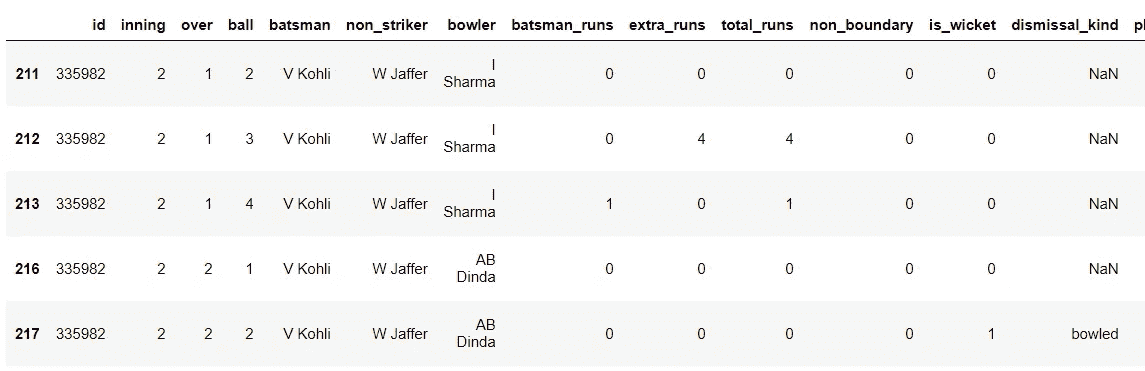 id inning over ball batsman non_striker bowler batsman_runs extra_runs total_runs non_boundary is_wicket dismissal_kind pl
211 335982 2 1 2 V Kohli W Jaffer I Sharma 0 0 0 0 0 NaN
212 335982 2 1 3 V Kohli W Jaffer I Sharma 0 4 4 0 0 NaN
213 335982 2 1 4 V Kohli W Jaffer I Sharma 1 0 1 0 0 NaN
216 335982 2 2 1 V Kohli W Jaffer AB Dinda 0 0 0 0 0 NaN
217 335982 2 2 2 V Kohli W Jaffer AB Dinda 0 0 0 0 1 bowled